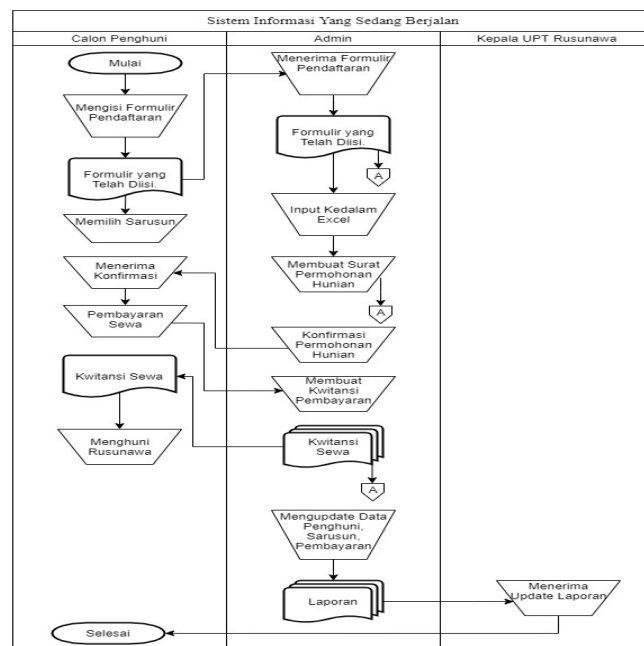 Sistem Informasi Yang Sedang Berjalan
Calon Penghuni
Admin
Kepala UPT Rusunawa
Mulai
Mengisi Formulir
Pendaftaran
Formulir yang
Telah Diisi.
Memilih Sarusun
Menerima
Konfirmasi
Pembayaran
Sewa
Kwitansi Sewa
Menghuni
Rusunawa
Selesai
Menerima Formulir
Pendaftaran
Formulir yang
Telah Diisi.
A
Input Kedalam
Excel
Membuat Surat
Permohonan
Hunian
A
Konfirmasi
Permohonan
Hunian
Membuat
Kwitansi
Pembayaran
Kwitansi
Sewa
A
Mengupdate Data
Penghuni,
Sarusun,
Pembayaran
Laporan
Menerima
Update Laporan